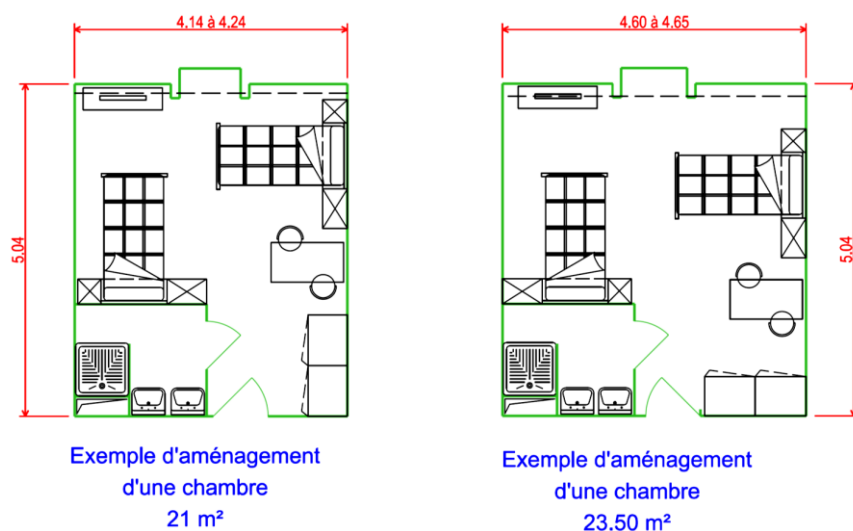 4.14 à 4.24
4.60 à 4.65
5.04
5.04
Exemple d'aménagement
d'une chambre
21 m²
Exemple d'aménagement
d'une chambre
23.50 m²